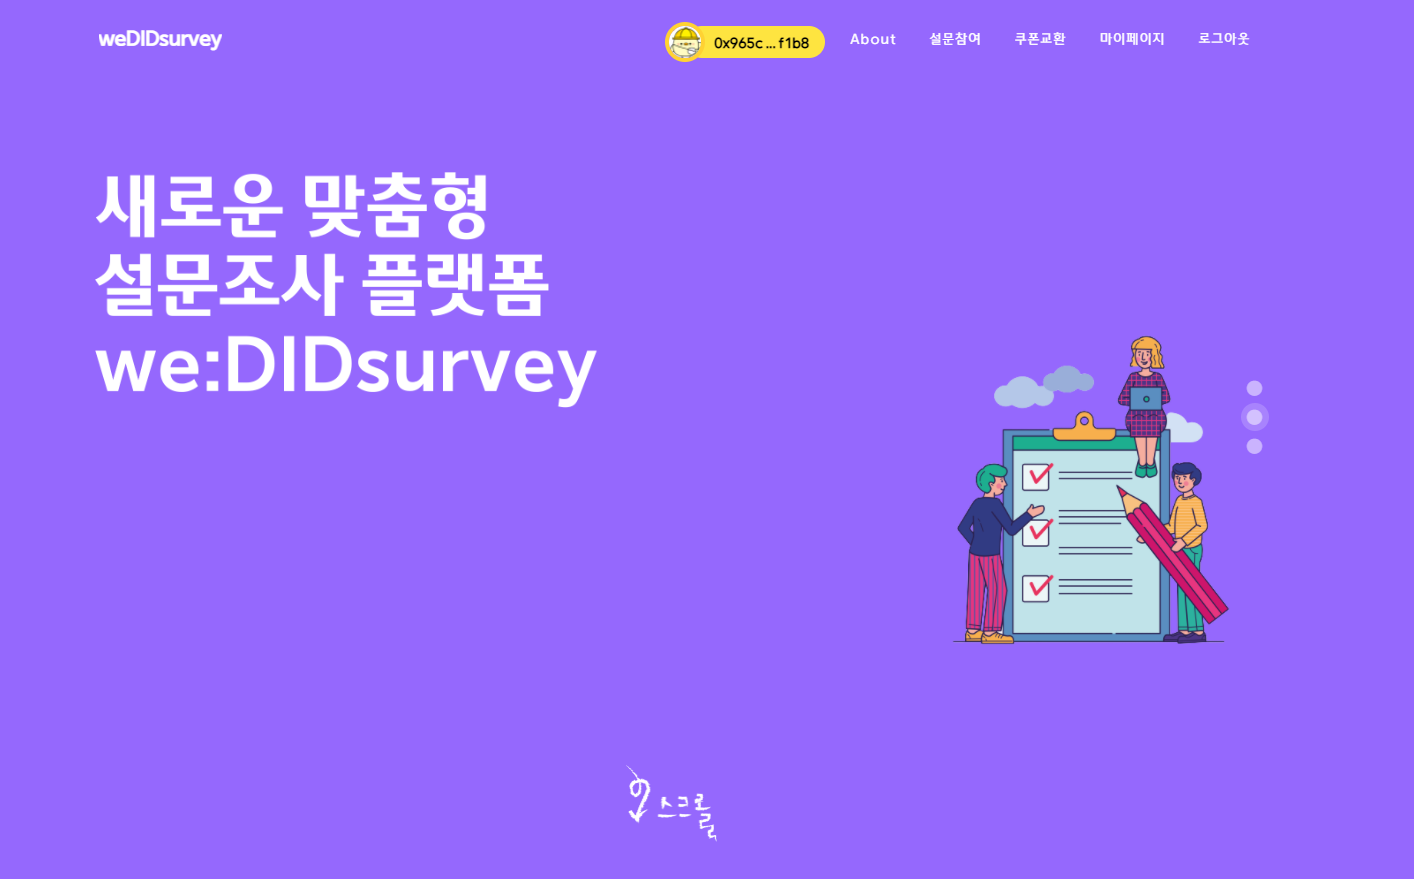 weDIDsurvey
0x965c ... f1b8
About
설문참여
쿠폰교환
마이페이지
로그아웃
새로운 맞춤형
설문조사 플랫폼
we:DIDsurvey
스크롤